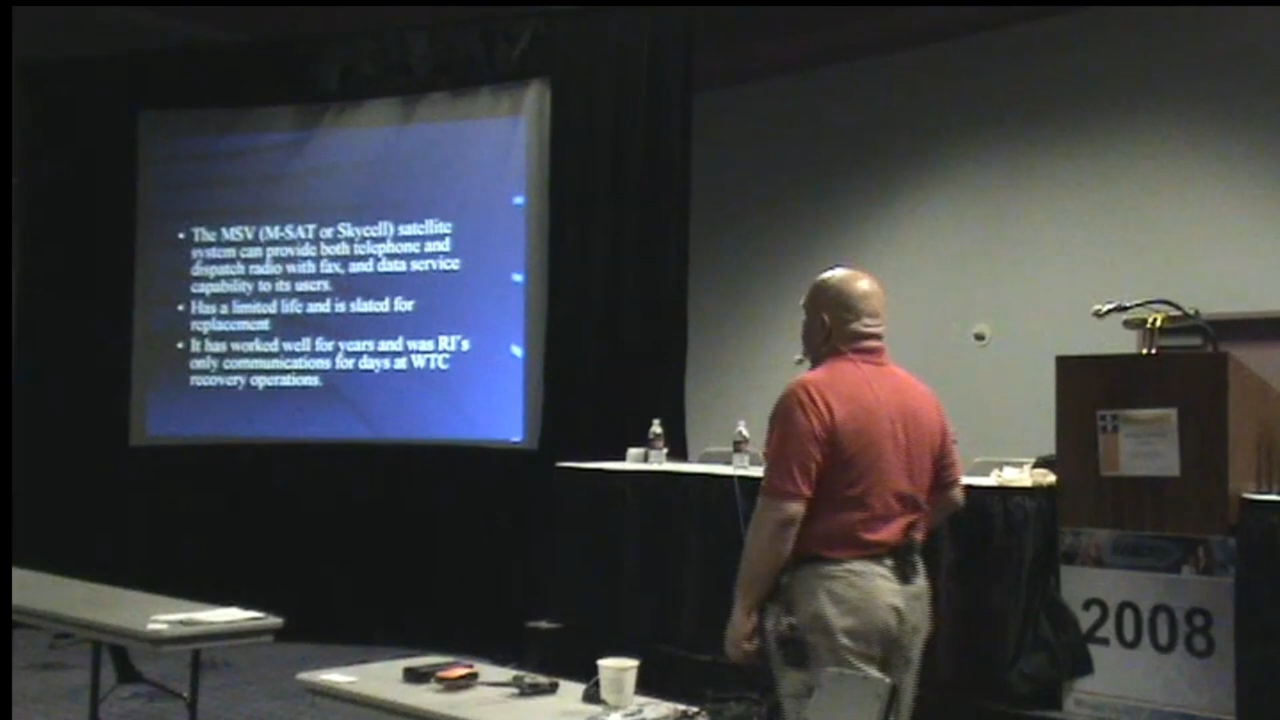 • The MSV (M-SAT or Skycell) satellite
system can provide both telephone and
dispatch radio with fax, and data service
capability to its users.
• Has a limited life and is slated for
replacement
• It has worked well for years and was RI's
only communications for days at WTC
recovery operations.
2008